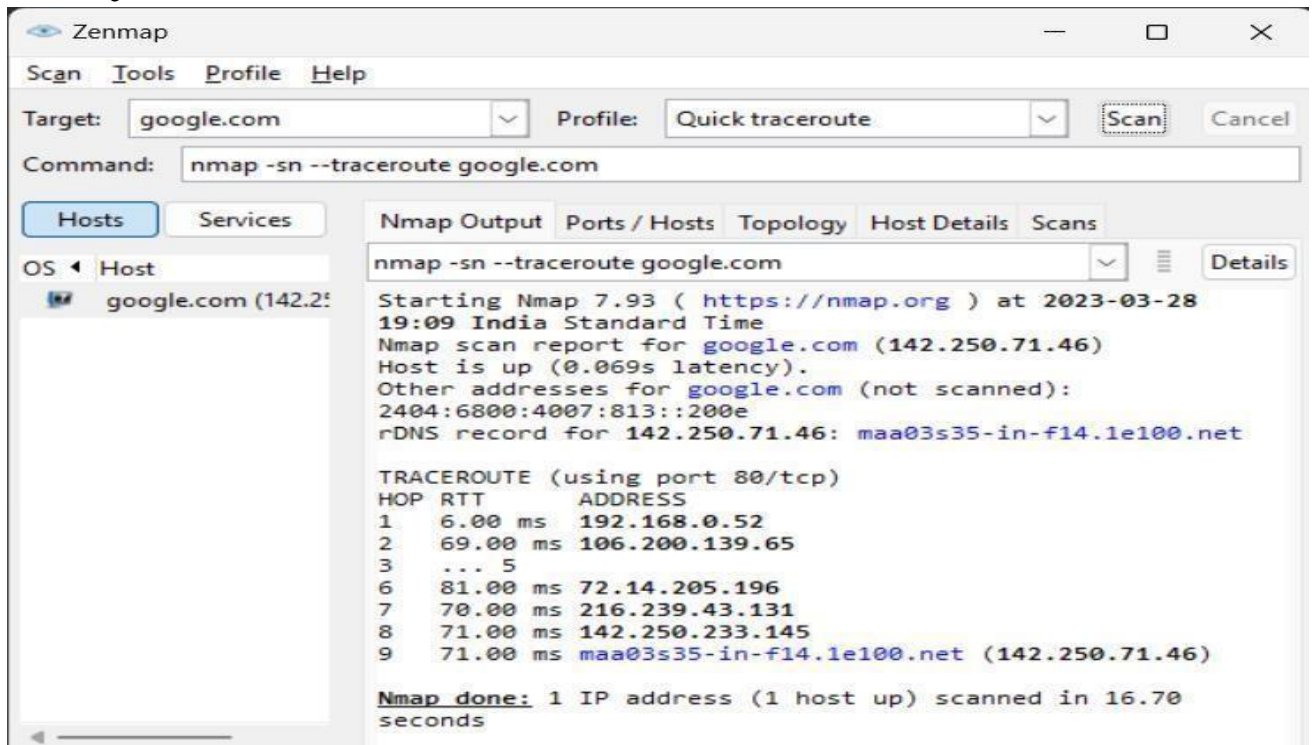 Zenmap
Scan Tools Profile Help
Target: google.com Profile: Quick traceroute Scan Cancel
Command: nmap -sn --traceroute google.com
Hosts Services Nmap Output Ports / Hosts Topology Host Details Scans
OS Host nmap -sn --traceroute google.com Details
google.com (142.25
Starting Nmap 7.93 ( https://nmap.org ) at 2023-03-28
19:09 India Standard Time
Nmap scan report for google.com (142.250.71.46)
Host is up (0.069s latency).
Other addresses for google.com (not scanned):
2404:6800:4007:813::200e
rDNS record for 142.250.71.46: maa03s35-in-f14.1e100.net
TRACEROUTE (using port 80/tcp)
HOP RTT ADDRESS
1 6.00 ms 192.168.0.52
2 69.00 ms 106.200.139.65
3 ... 5
6 81.00 ms 72.14.205.196
7 70.00 ms 216.239.43.131
8 71.00 ms 142.250.233.145
9 71.00 ms maa03s35-in-f14.1e100.net (142.250.71.46)
Nmap done: 1 IP address (1 host up) scanned in 16.70
seconds